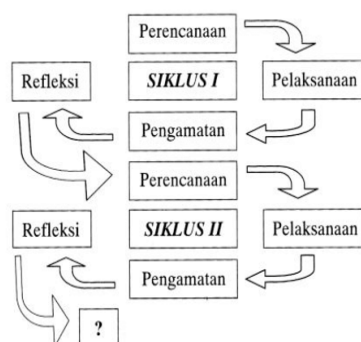 Perencanaan
Refleksi
SIKLUS I
Pelaksanaan
Pengamatan
Perencanaan
Refleksi
SIKLUS II
Pelaksanaan
Pengamatan
?